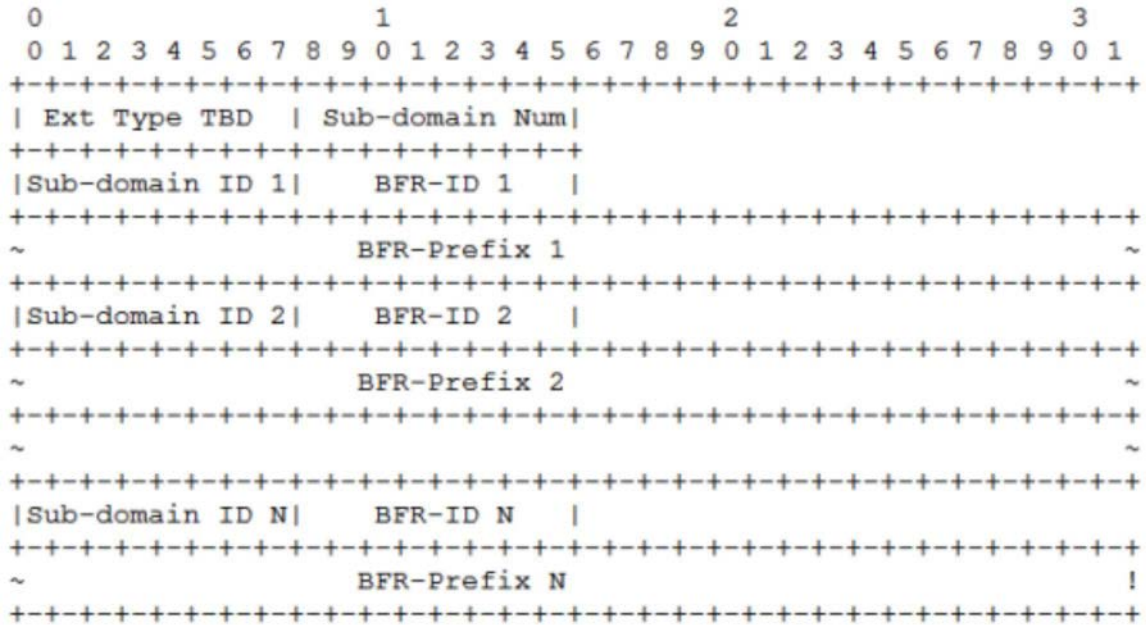 0                   1                   2                   3
 0 1 2 3 4 5 6 7 8 9 0 1 2 3 4 5 6 7 8 9 0 1 2 3 4 5 6 7 8 9 0 1
+-+-+-+-+-+-+-+-+-+-+-+-+-+-+-+-+-+-+-+-+-+-+-+-+-+-+-+-+-+-+-+-+
| Ext Type TBD  | Sub-domain Num|
+-+-+-+-+-+-+-+-+-+-+-+-+-+-+-+-+
|Sub-domain ID 1|    BFR-ID 1   |
+-+-+-+-+-+-+-+-+-+-+-+-+-+-+-+-+-+-+-+-+-+-+-+-+-+-+-+-+-+-+-+-+
~                   BFR-Prefix 1                                ~
+-+-+-+-+-+-+-+-+-+-+-+-+-+-+-+-+-+-+-+-+-+-+-+-+-+-+-+-+-+-+-+-+
|Sub-domain ID 2|    BFR-ID 2   |
+-+-+-+-+-+-+-+-+-+-+-+-+-+-+-+-+-+-+-+-+-+-+-+-+-+-+-+-+-+-+-+-+
~                   BFR-Prefix 2                                ~
+-+-+-+-+-+-+-+-+-+-+-+-+-+-+-+-+-+-+-+-+-+-+-+-+-+-+-+-+-+-+-+-+
~                                                               ~
+-+-+-+-+-+-+-+-+-+-+-+-+-+-+-+-+-+-+-+-+-+-+-+-+-+-+-+-+-+-+-+-+
|Sub-domain ID N|    BFR-ID N   |
+-+-+-+-+-+-+-+-+-+-+-+-+-+-+-+-+-+-+-+-+-+-+-+-+-+-+-+-+-+-+-+-+
~                   BFR-Prefix N                                !
+-+-+-+-+-+-+-+-+-+-+-+-+-+-+-+-+-+-+-+-+-+-+-+-+-+-+-+-+-+-+-+-+